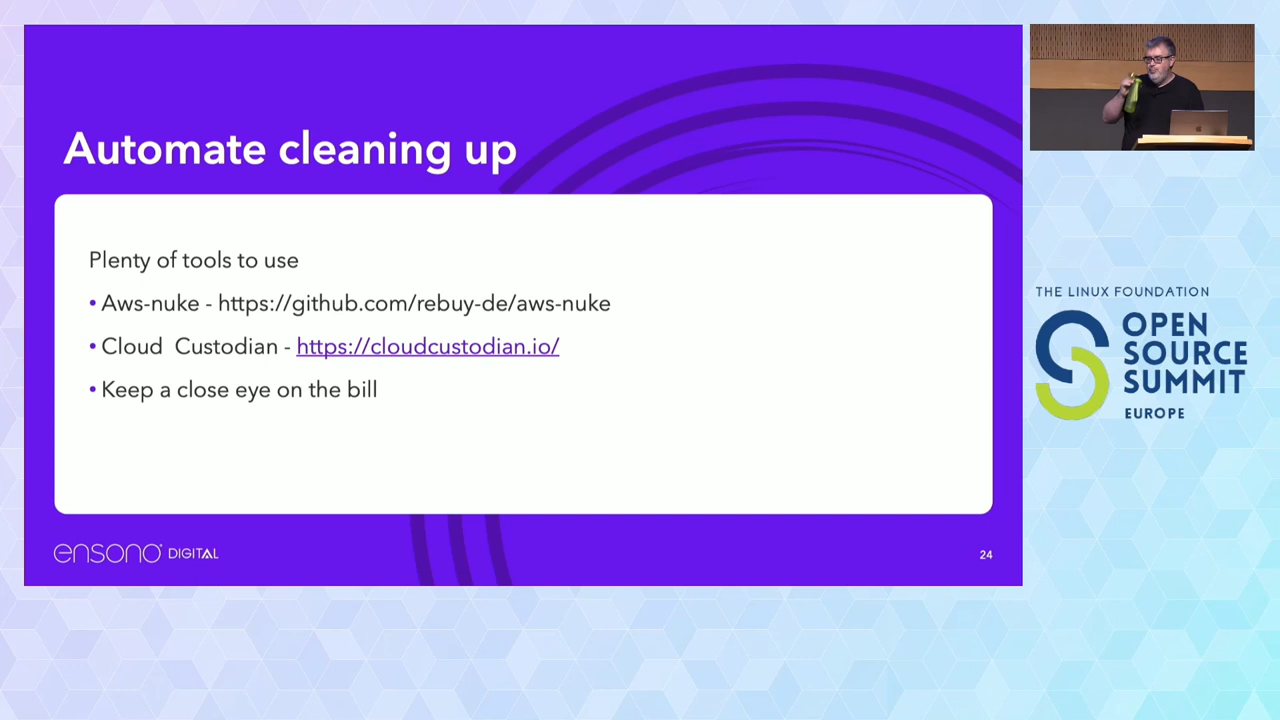 Automate cleaning up
Plenty of tools to use
• Aws-nuke - https://github.com/rebuy-de/aws-nuke
• Cloud  Custodian - https://cloudcustodian.io/
• Keep a close eye on the bill
ensono DIGITAL
24
THE LINUX FOUNDATION
OPEN
SOURCE
SUMMIT
EUROPE